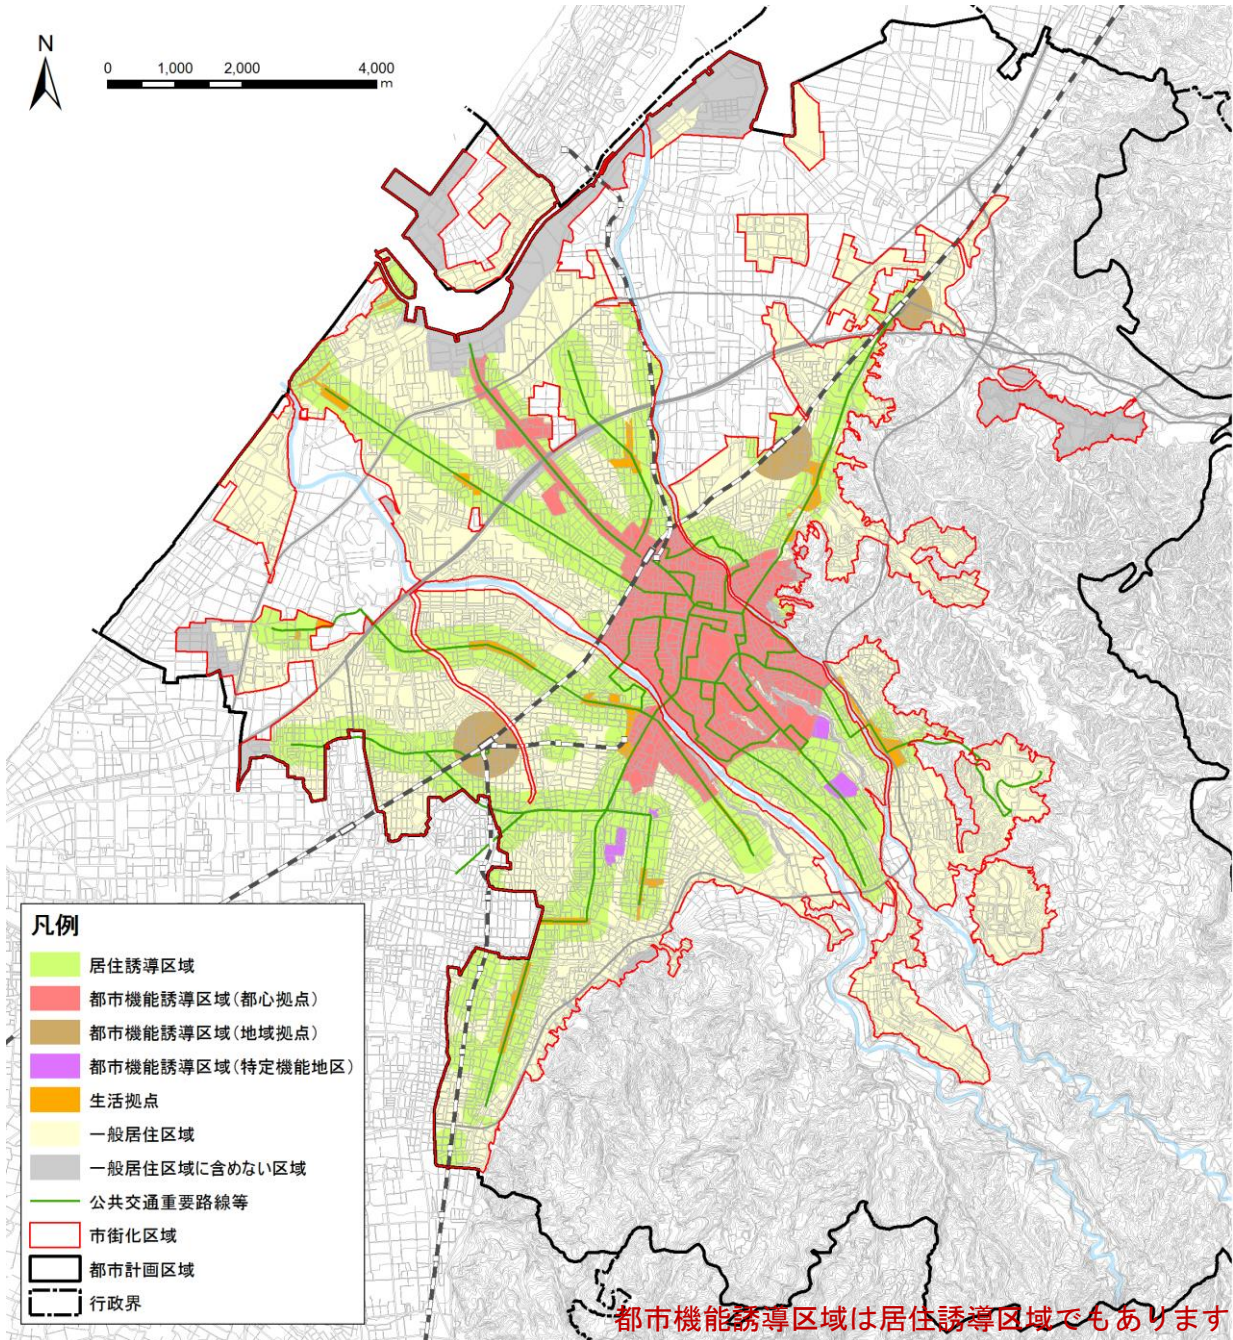 N
0 1,000 2,000 4,000
m
凡例
居住誘導区域
都市機能誘導区域(都心拠点)
都市機能誘導区域(地域拠点)
都市機能誘導区域(特定機能地区)
生活拠点
一般居住区域
一般居住区域に含めない区域
公共交通重要路線等
市街化区域
都市計画区域
行政界
都市機能誘導区域は居住誘導区域でもあります